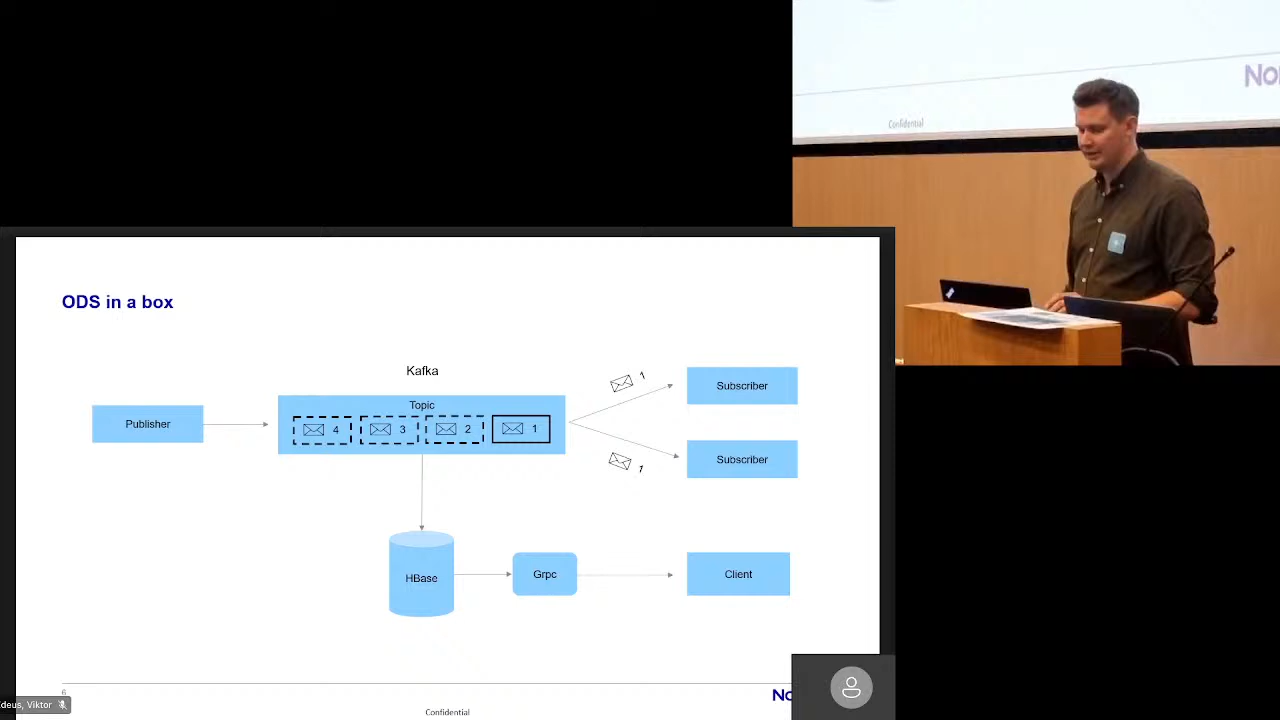 Confidential
ODS in a box
Kafka
Topic
4
3
2
1
1
1
Publisher
Subscriber
Subscriber
HBase
Grpc
Client
6
Viktor
Confidential